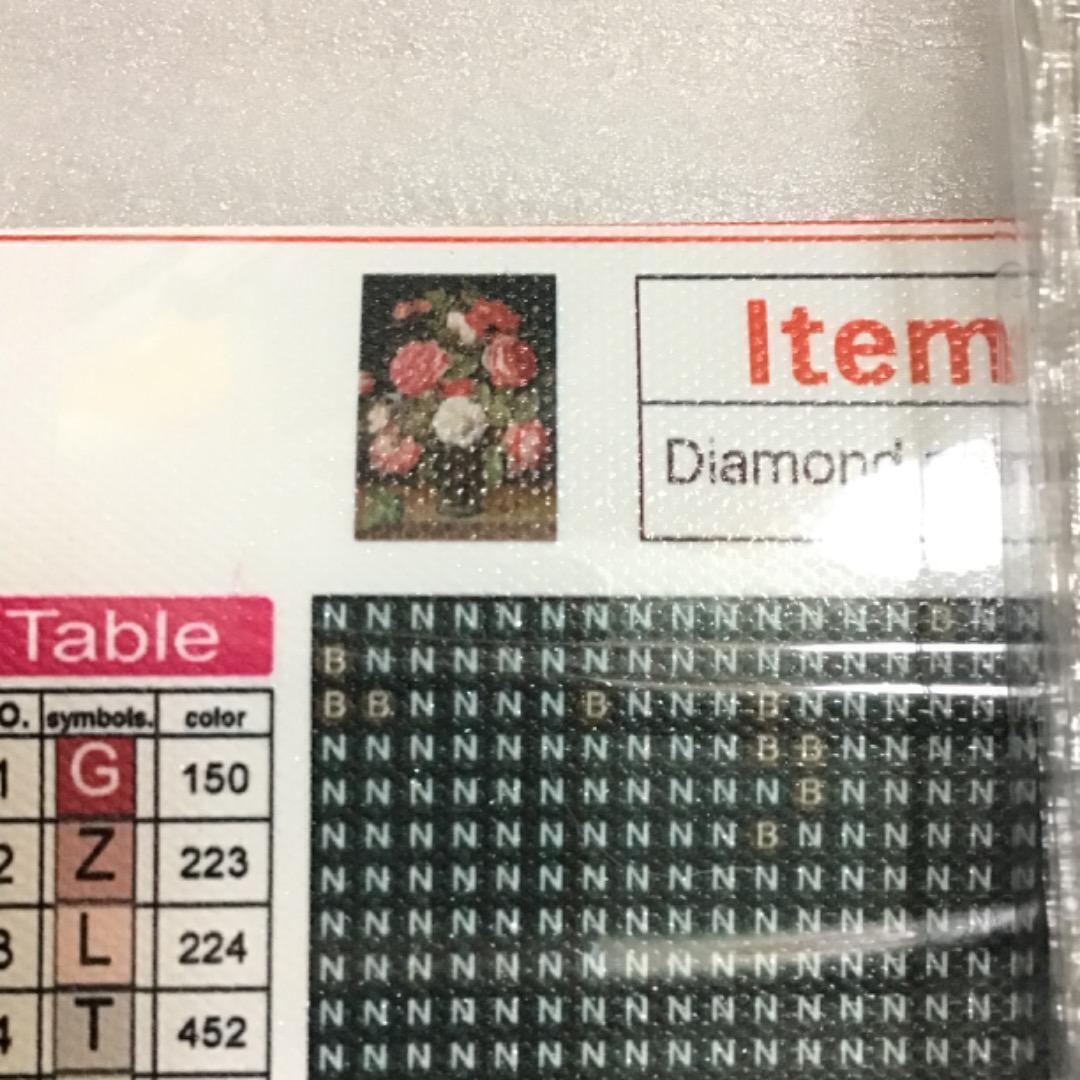 Item
Diamond
Table
O. symbols. color
1 G 150
2 Z 223
3 L 224
4 T 452
N N N N N N N N N N N N N N B N N
B N N N N N N N N N N N N N N N N
B B N N N N B N N N B N N N N N N
N N N N N N N N N N B B N N N N N
N N N N N N N N N N N B N N N N N
N N N N N N N N N N B N N N N N N
N N N N N N N N N N N N N N N N N
N N N N N N N N N N N N N N N N N
N N N N N N N N N N N N N N N N N
N N N N N N N N N N N N N N N N N
N N N N N N N N N N N N N N N N N